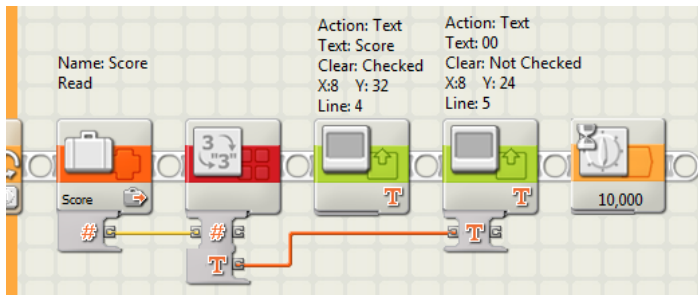 Name: Score
Read
Action: Text
Text: Score
Clear: Checked
X:8 Y: 32
Line: 4
Action: Text
Text: 00
Clear: Not Checked
X:8 Y: 24
Line: 5
3
"3"
Score
T
T
10,000
#
#
T
T